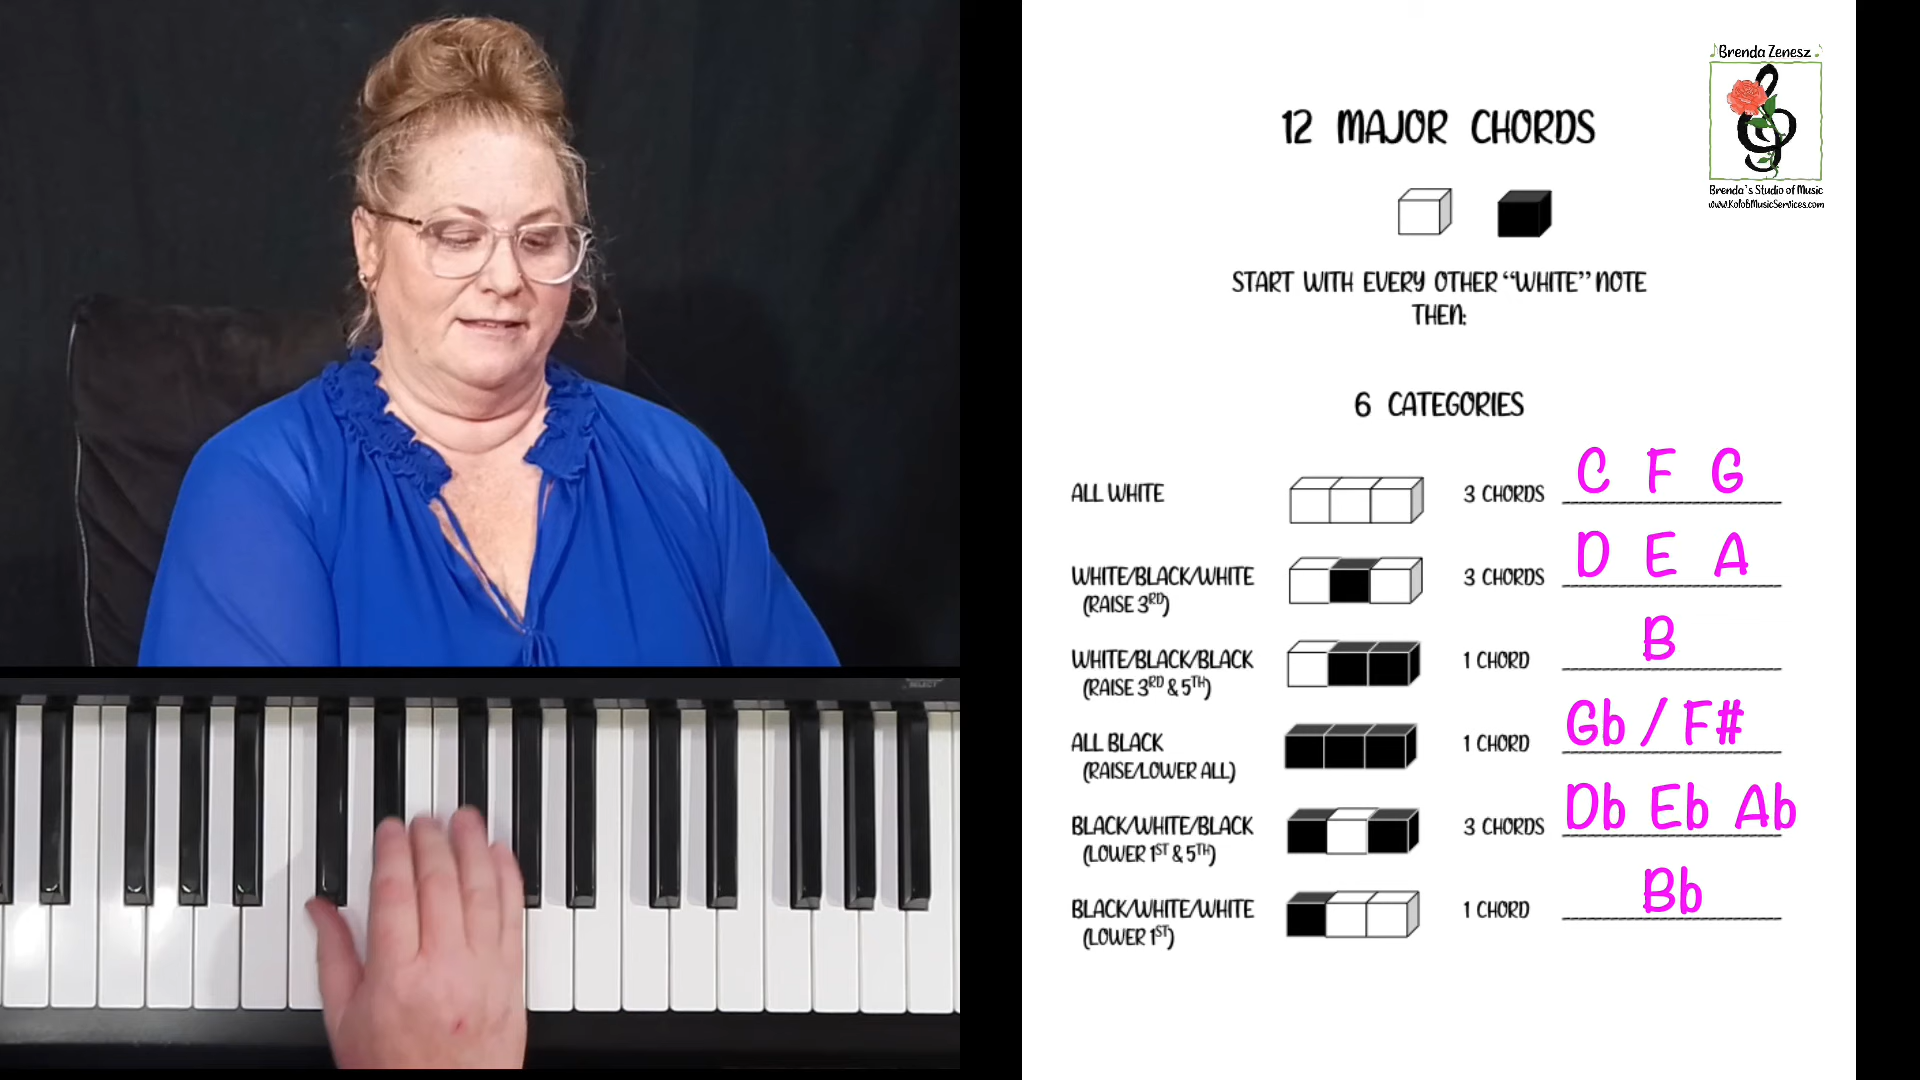 Brenda Zenesz
Brenda's Studio of Music
www.KolobMusicServices.com
12 MAJOR CHORDS
START WITH EVERY OTHER “WHITE” NOTE
THEN:
6 CATEGORIES
ALL WHITE 3 CHORDS C F G
WHITE/BLACK/WHITE 3 CHORDS D E A
(RAISE 3RD)
WHITE/BLACK/BLACK 1 CHORD B
(RAISE 3RD & 5TH)
ALL BLACK 1 CHORD Gb / F#
(RAISE/LOWER ALL)
BLACK/WHITE/BLACK 3 CHORDS Db Eb Ab
(LOWER 1ST & 5TH)
BLACK/WHITE/WHITE 1 CHORD Bb
(LOWER 1ST)
SELECT